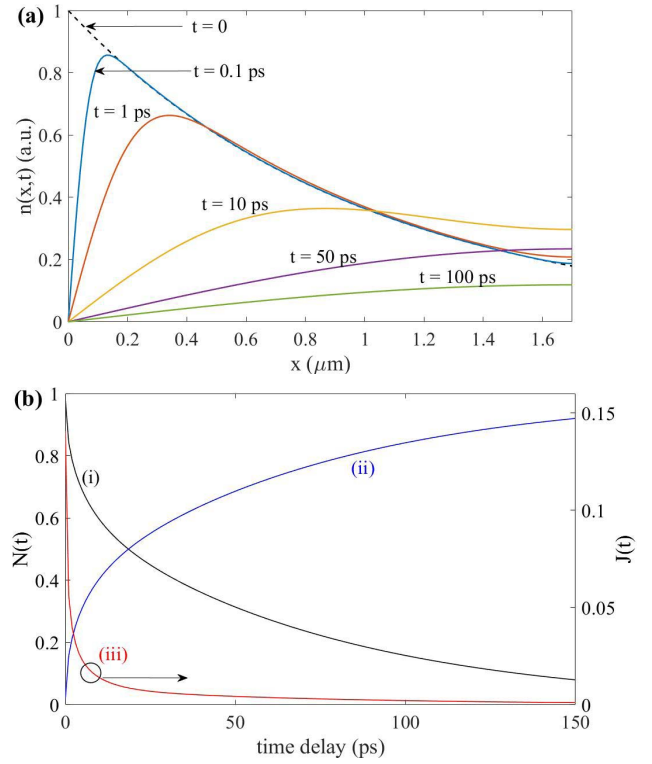 (a)
1
0.8
0.6
0.4
0.2
0
n(x,t) (a.u.)
t = 0
t = 0.1 ps
t = 1 ps
t = 10 ps
t = 50 ps
t = 100 ps
0 0.2 0.4 0.6 0.8 1 1.2 1.4 1.6
x (μm)
(b)
1
0.8
0.6
0.4
0.2
0
N(t)
(i)
(ii)
(iii)
0.15
0.1
0.05
0
J(t)
0 50 100 150
time delay (ps)